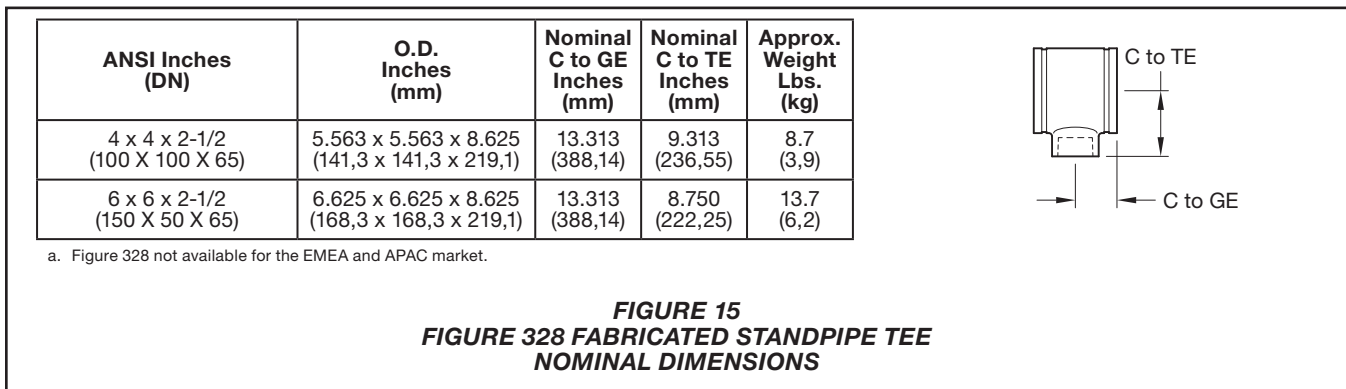 ANSI Inches
(DN)
O.D.
Inches
(mm)
Nominal
C to GE
Inches
(mm)
Nominal
C to TE
Inches
(mm)
Approx.
Weight
Lbs.
(kg)
4 x 4 x 2-1/2
(100 X 100 X 65)
5.563 x 5.563 x 8.625
(141,3 x 141,3 x 219,1)
13.313
(388,14)
9.313
(236,55)
8.7
(3,9)
6 x 6 x 2-1/2
(150 X 50 X 65)
6.625 x 6.625 x 8.625
(168,3 x 168,3 x 219,1)
13.313
(388,14)
8.750
(222,25)
13.7
(6,2)
a. Figure 328 not available for the EMEA and APAC market.
C to TE
C to GE
FIGURE 15
FIGURE 328 FABRICATED STANDPIPE TEE
NOMINAL DIMENSIONS